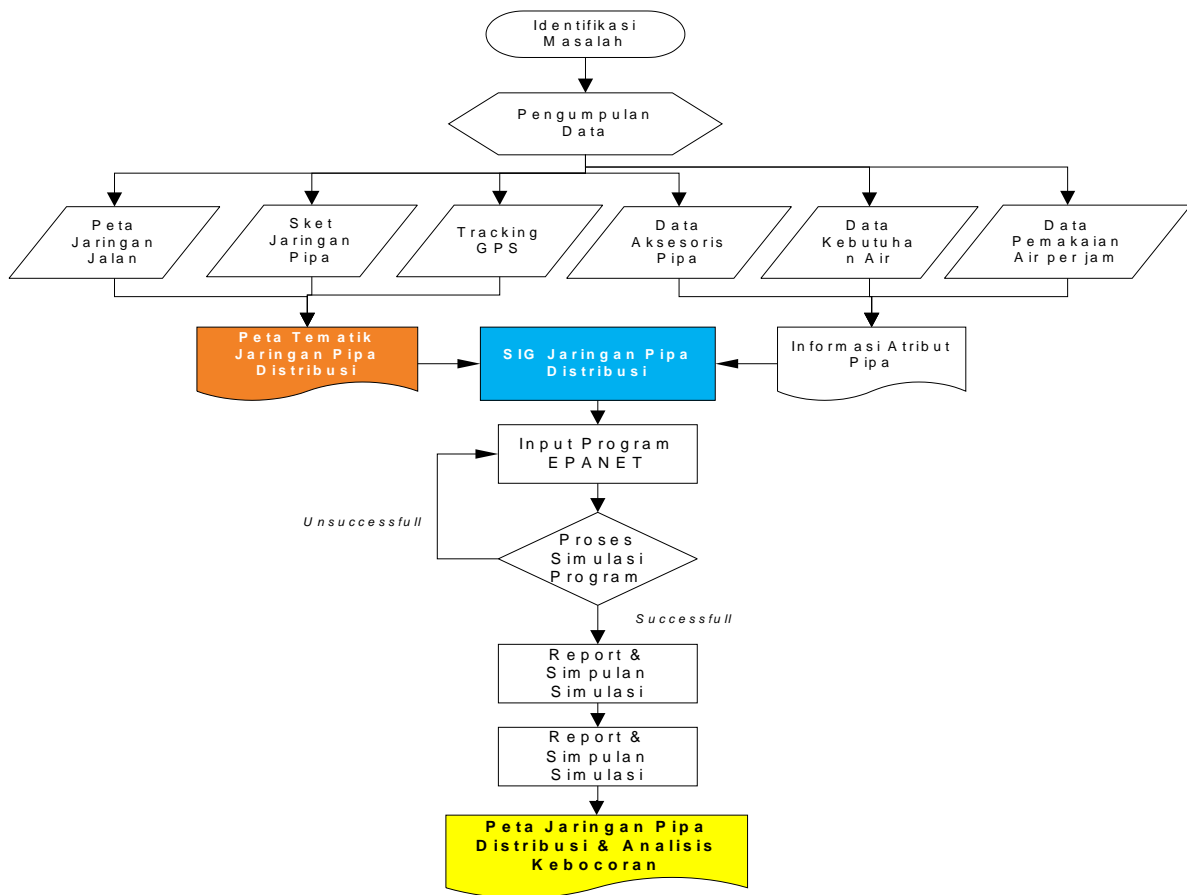 Identifikasi
Masalah
Pengumpulan
Data
Peta
Jaringan
Jalan
Sket
Jaringan
Pipa
Tracking
GPS
Data
Aksesoris
Pipa
Data
Kebutuha
n Air
Data
Pemakaian
Air per jam
Peta Tematik
Jaringan Pipa
Distribusi
SIG Jaringan Pipa
Distribusi
Informasi Atribut
Pipa
Input Program
EPANET
Unsuccessfull
Proses
Simulasi
Program
Successfull
Report &
Simpulan
Simulasi
Report &
Simpulan
Simulasi
Peta Jaringan Pipa
Distribusi & Analisis
Kebocoran